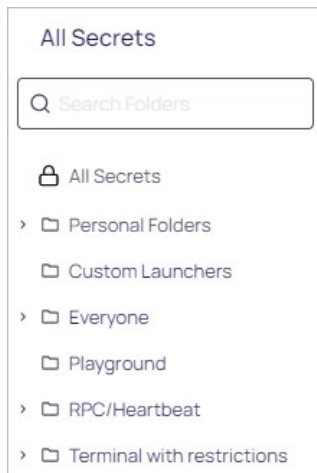 All Secrets
Search Folders
All Secrets
Personal Folders
Custom Launchers
Everyone
Playground
RPC/Heartbeat
Terminal with restrictions